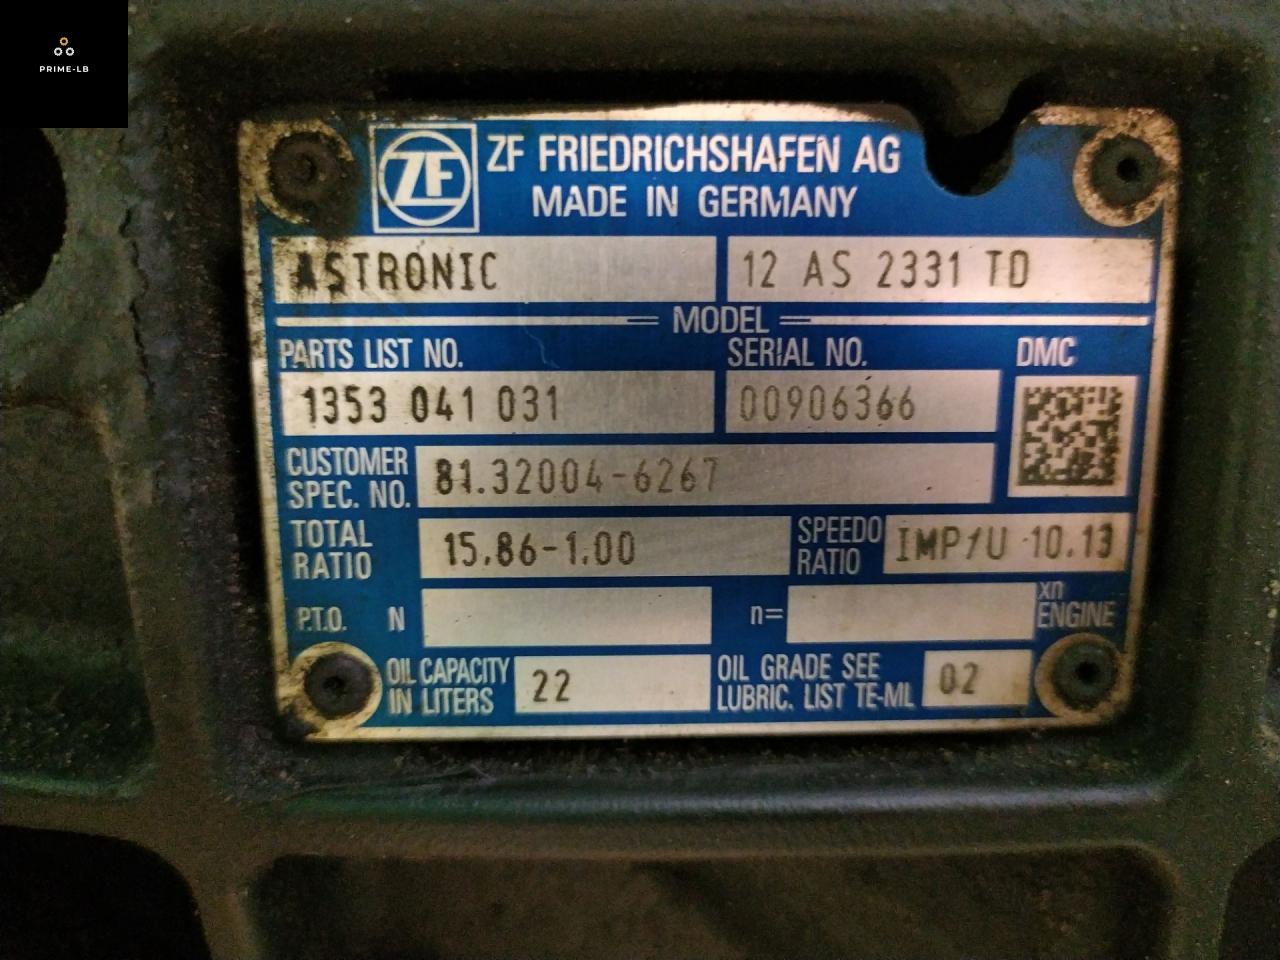 PRIME-LB
ZF
ZF FRIEDRICHSHAFEN AG
MADE IN GERMANY
ASTRONIC 12 AS 2331 TD
MODEL
PARTS LIST NO. SERIAL NO. DMC
1353 041 031 00906366
CUSTOMER
SPEC. NO. 81.32004-6267
TOTAL
RATIO 15.86-1.00 SPEEDO
RATIO IMP/U 10.13
P.T.O. N n= xn
ENGINE
OIL CAPACITY
IN LITERS 22 OIL GRADE SEE
LUBRIC. LIST TE-ML 02